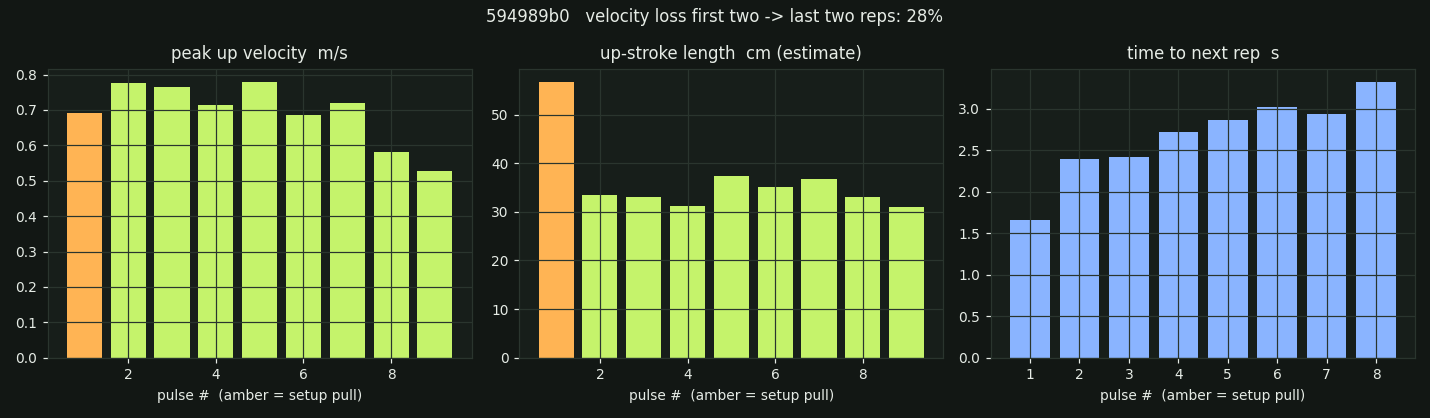 594989b0   velocity loss first two -> last two reps: 28%
peak up velocity  m/s
0.8
0.7
0.6
0.5
0.4
0.3
0.2
0.1
0.0
2 4 6 8
pulse #  (amber = setup pull)
up-stroke length  cm (estimate)
50
40
30
20
10
0
2 4 6 8
pulse #  (amber = setup pull)
time to next rep  s
3.0
2.5
2.0
1.5
1.0
0.5
0.0
1 2 3 4 5 6 7 8
pulse #  (amber = setup pull)